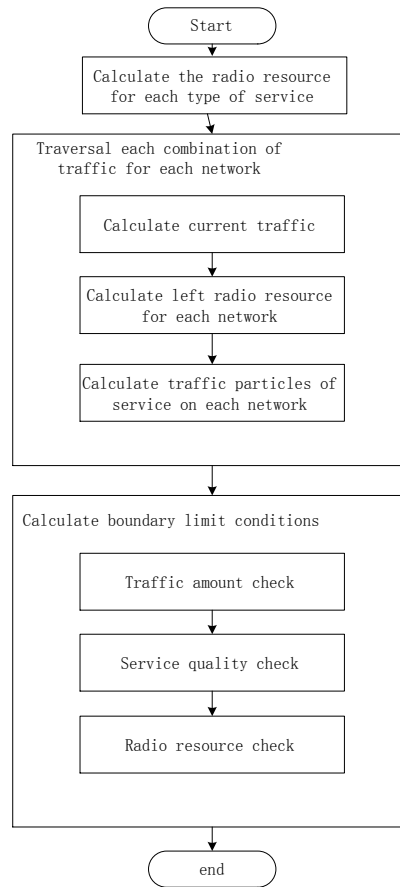 Start
Calculate the radio resource
for each type of service
Traversal each combination of
traffic for each network
Calculate current traffic
Calculate left radio resource
for each network
Calculate traffic particles of
service on each network
Calculate boundary limit conditions
Traffic amount check
Service quality check
Radio resource check
end